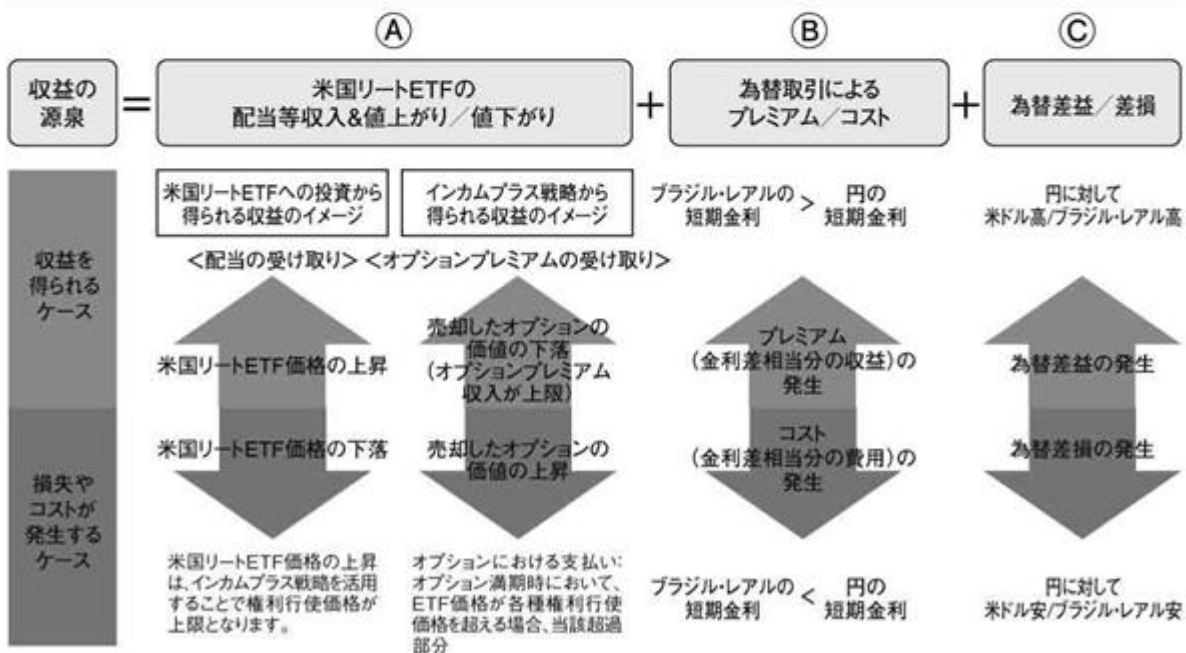 Ⓐ
Ⓑ
Ⓒ
収益の
源泉
=
米国リートETFの
配当等収入&値上がり/値下がり
+
為替取引による
プレミアム/コスト
+
為替差益/差損
収益を
得られる
ケース
米国リートETFへの投資から
得られる収益のイメージ
インカムプラス戦略から
得られる収益のイメージ
<配当の受け取り>
<オプションプレミアムの受け取り>
米国リートETF価格の上昇
売却したオプションの
価値の下落
(オプションプレミアム
収入が上限)
ブラジル・レアルの
短期金利
>
円の
短期金利
プレミアム
(金利差相当分の収益)の
発生
円に対して
米ドル高/ブラジル・レアル高
為替差益の発生
損失や
コストが
発生する
ケース
米国リートETF価格の下落
売却したオプションの
価値の上昇
コスト
(金利差相当分の費用)の
発生
為替差損の発生
米国リートETF価格の上昇
は、インカムプラス戦略を活用
することで権利行使価格が
上限となります。
オプションにおける支払い:
オプション満期時において、
ETF価格が各種権利行使
価格を超える場合、当該超過
部分
ブラジル・レアルの
短期金利
<
円の
短期金利
円に対して
米ドル安/ブラジル・レアル安